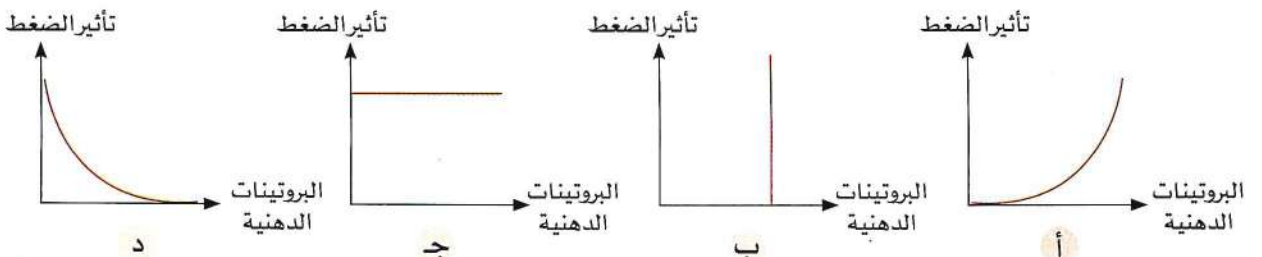 تأثير الضغط
البروتينات
الدهنية
أ
تأثير الضغط
البروتينات
الدهنية
ب
تأثير الضغط
البروتينات
الدهنية
جـ
تأثير الضغط
البروتينات
الدهنية
د